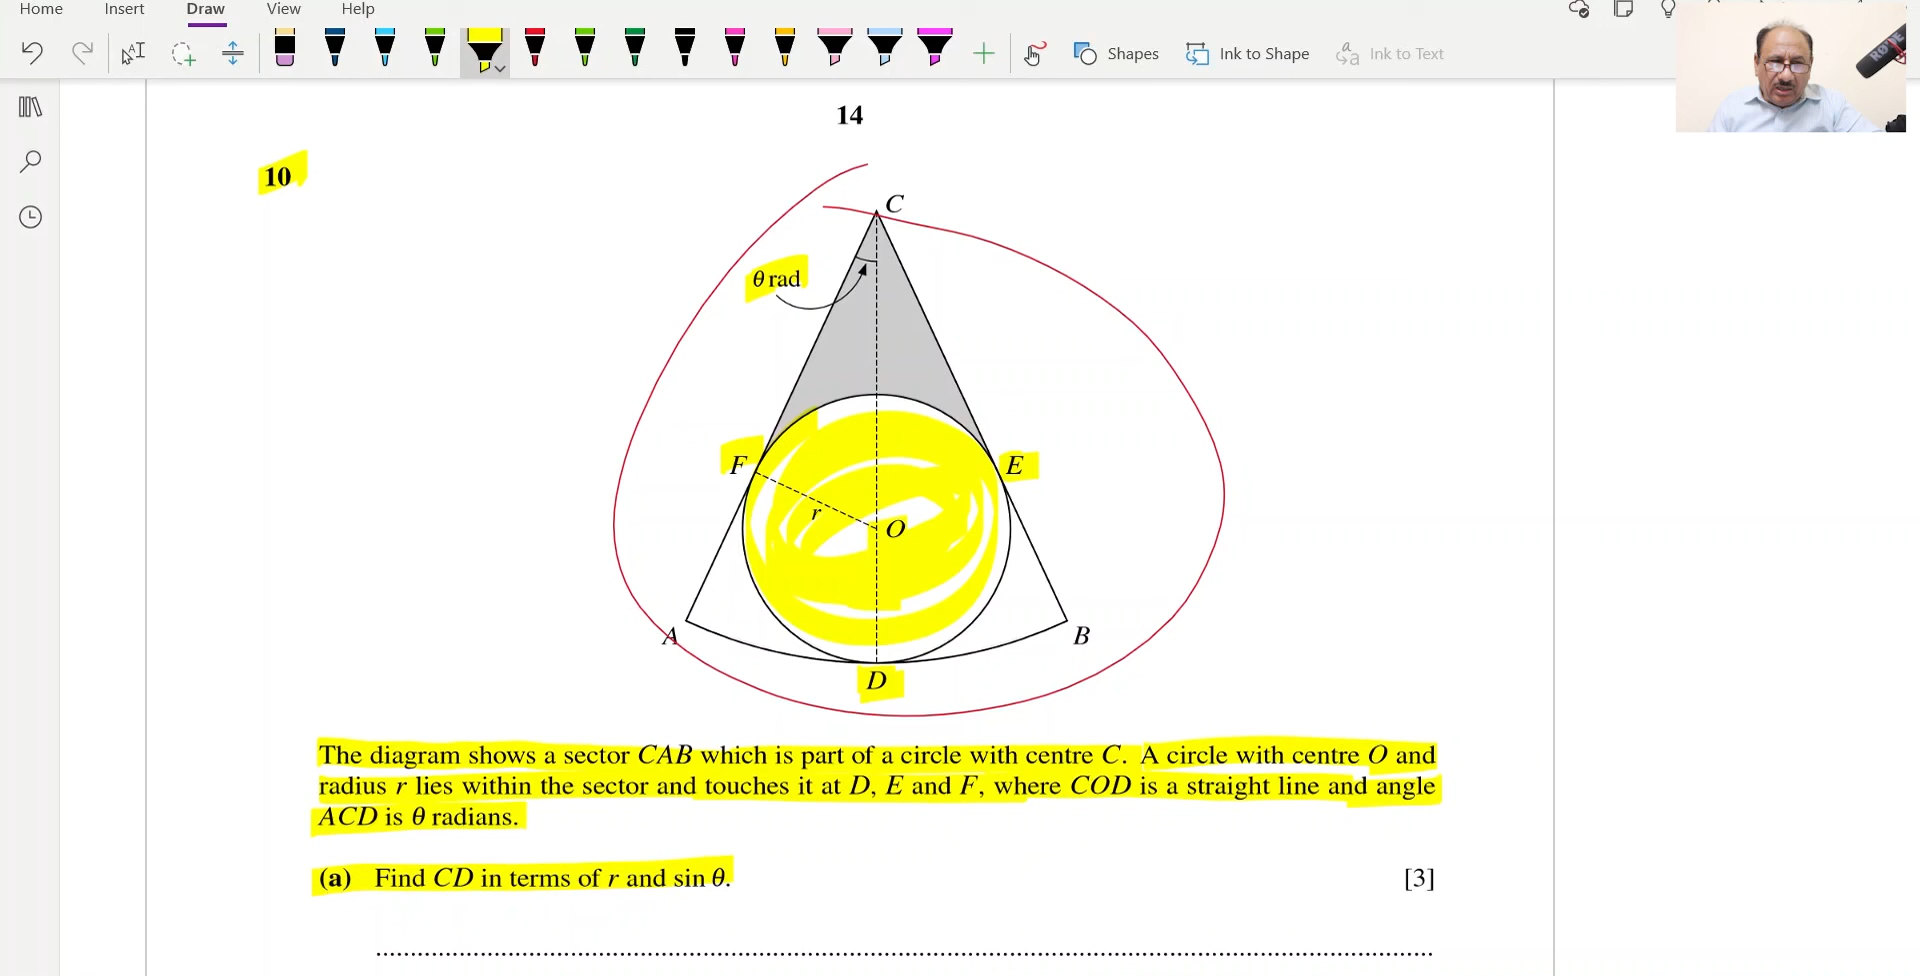 Home Insert Draw View Help
Shapes Ink to Shape Ink to Text
RØDE
14
10
C
θ rad
F E
r
O
A B
D
The diagram shows a sector CAB which is part of a circle with centre C. A circle with centre O and
radius r lies within the sector and touches it at D, E and F, where COD is a straight line and angle
ACD is θ radians.
(a) Find CD in terms of r and sin θ. [3]